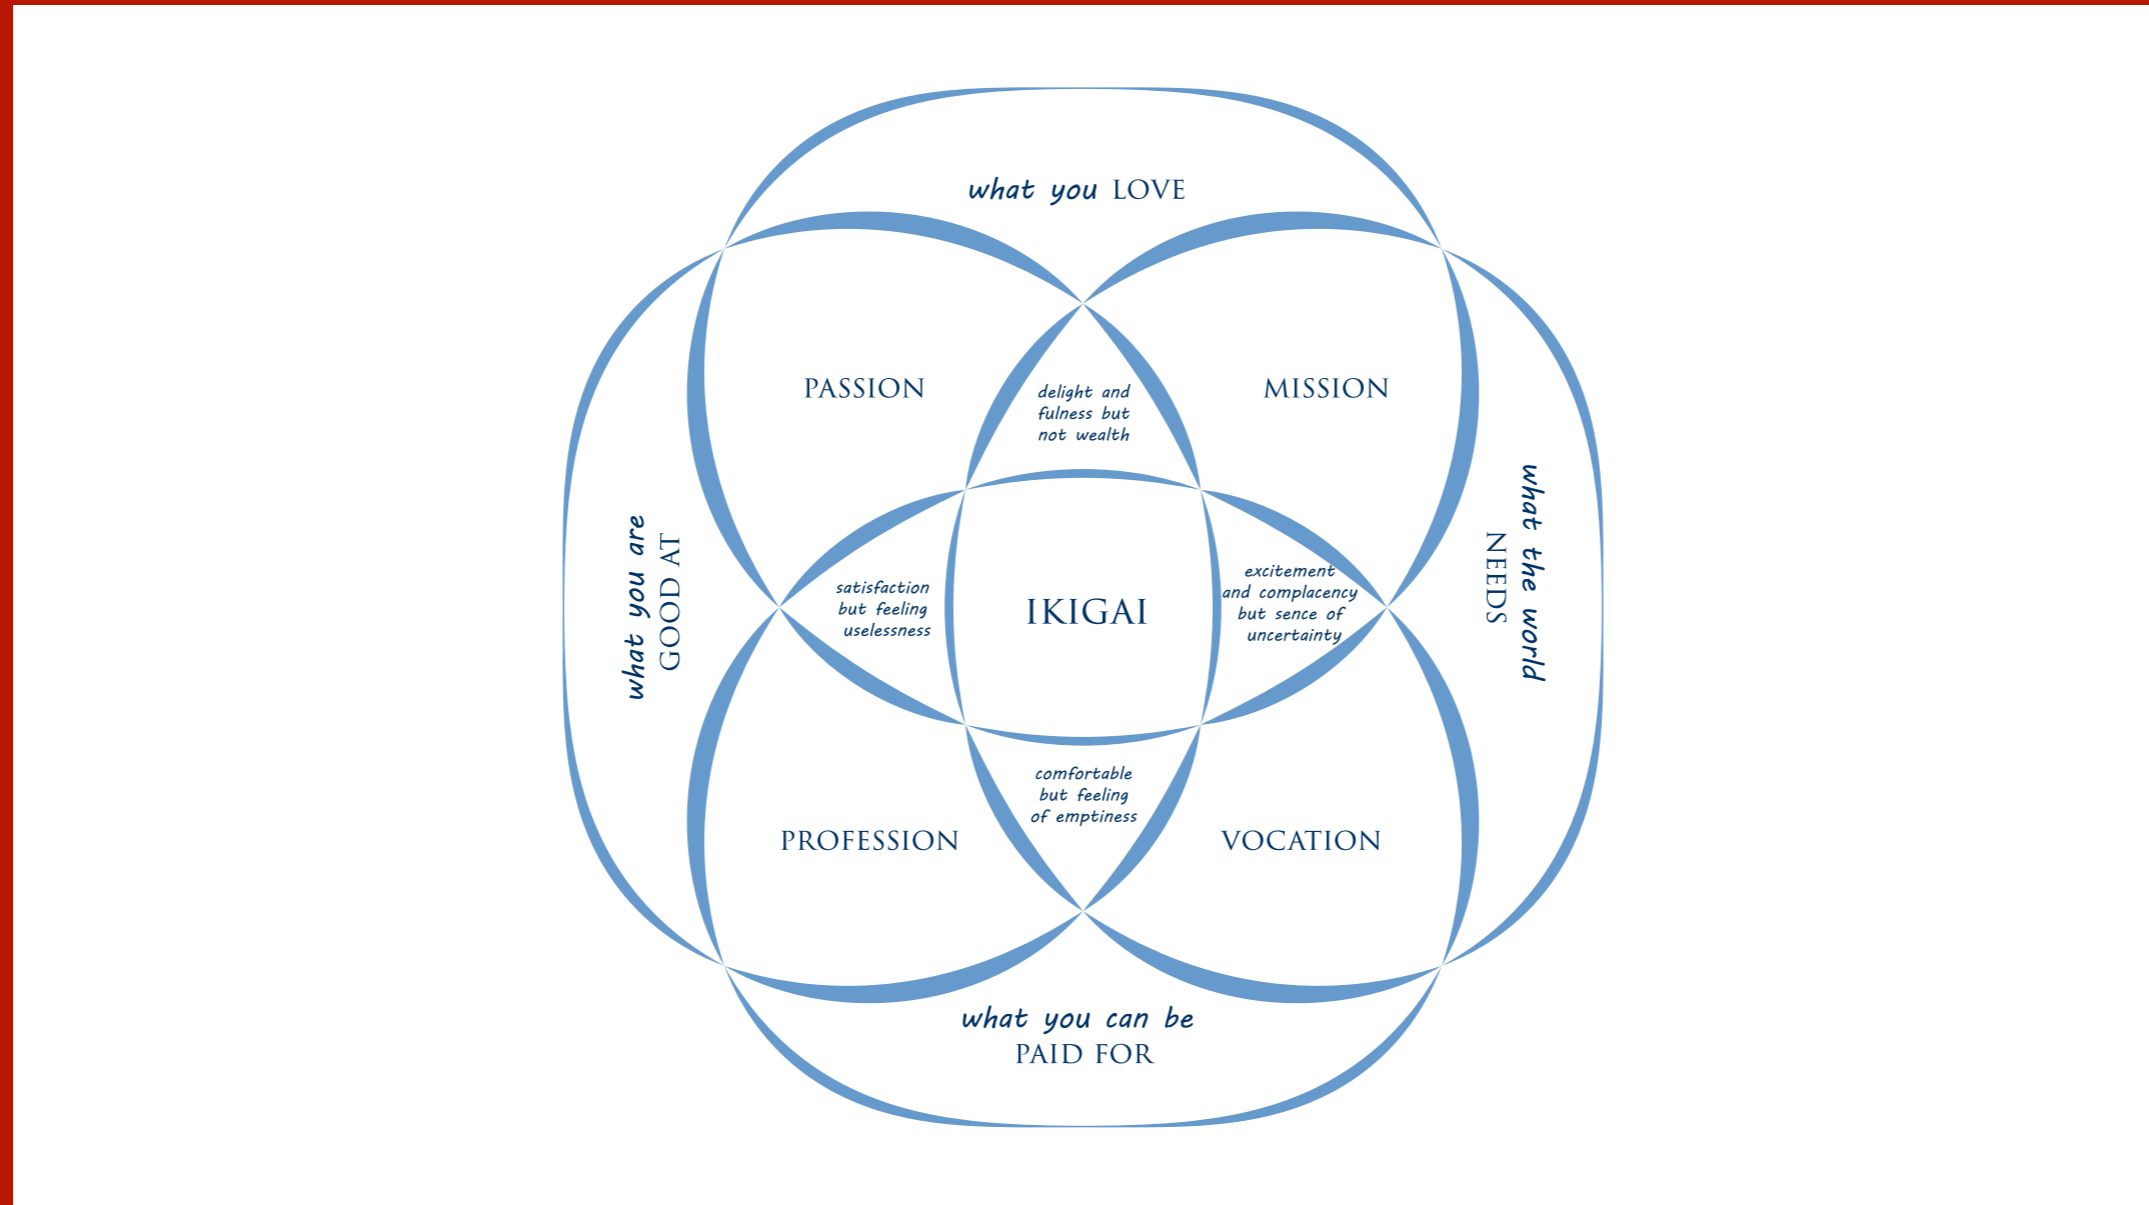 what you LOVE
PASSION
MISSION
delight and
fulness but
not wealth
what you are
GOOD AT
satisfaction
but feeling
uselessness
IKIGAI
excitement
and complacency
but sence of
uncertainty
what the world
NEEDS
comfortable
but feeling
of emptiness
PROFESSION
VOCATION
what you can be
PAID FOR